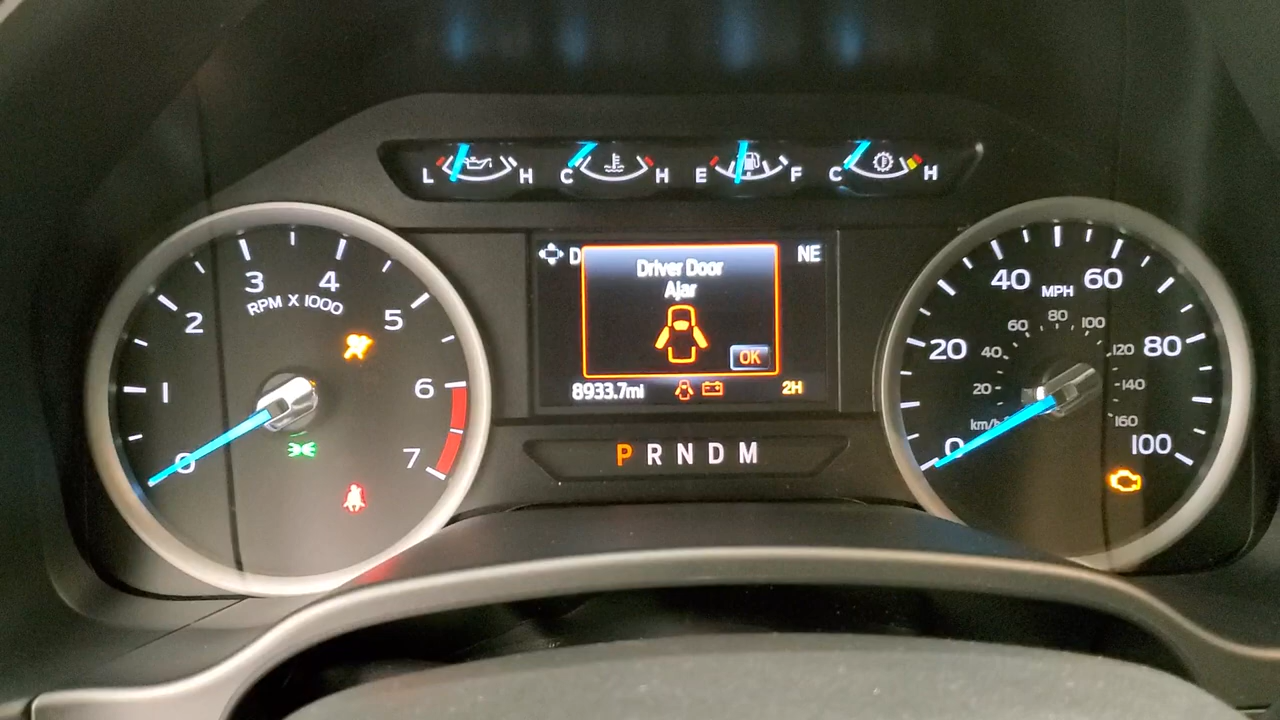 L H C H E F C H
D NE
Driver Door
Ajar
OK
8933.7mi 2H
P R N D M
0 1 2 3 4 5 6 7
RPM X 1000
0 20 40 60 80 100
MPH
20 40 60 80 100 120 140 160
km/h